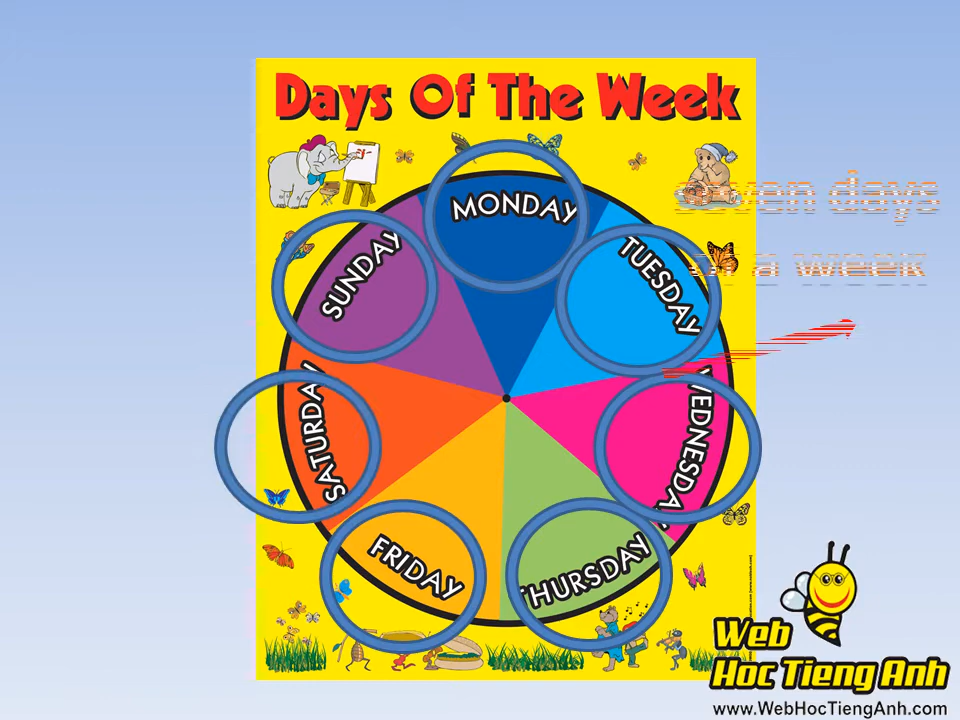 Days Of The Week
MONDAY
TUESDAY
WEDNESDAY
THURSDAY
FRIDAY
SATURDAY
SUNDAY
seven days
of a week
Web
Hoc Tieng Anh
www.WebHocTiengAnh.com